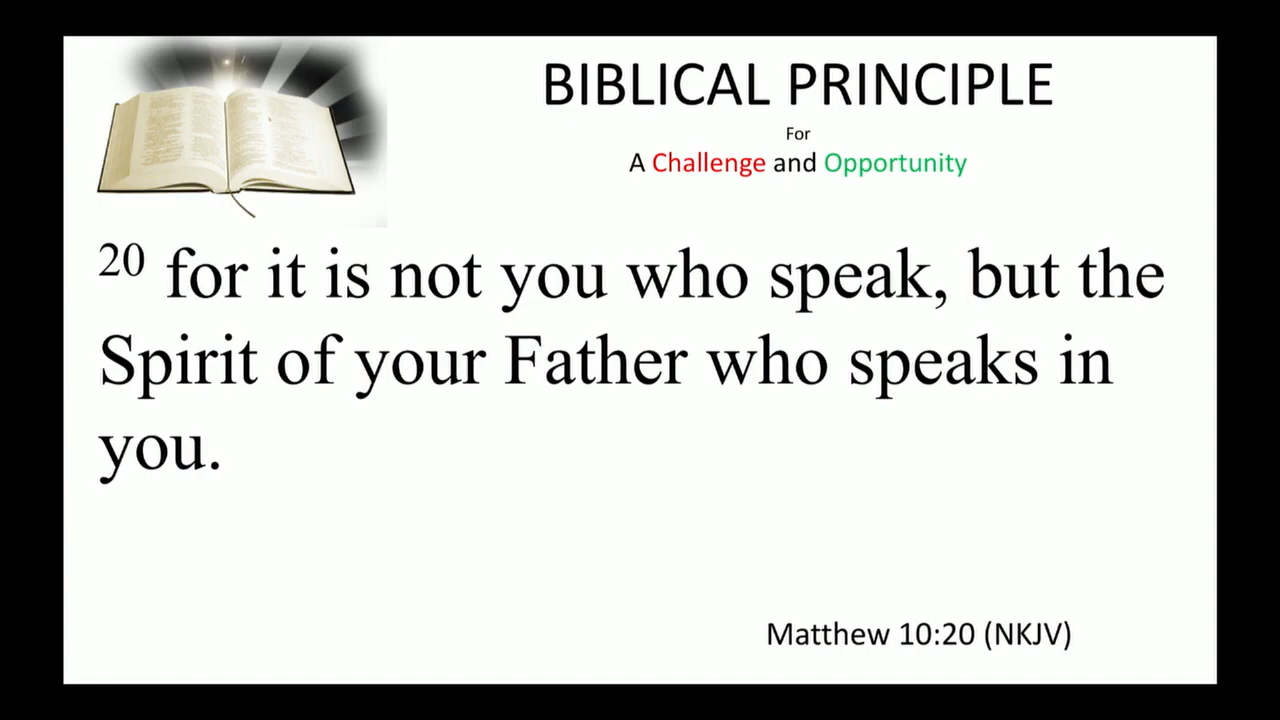 BIBLICAL PRINCIPLE
For
A Challenge and Opportunity
20 for it is not you who speak, but the
Spirit of your Father who speaks in
you.
Matthew 10:20 (NKJV)